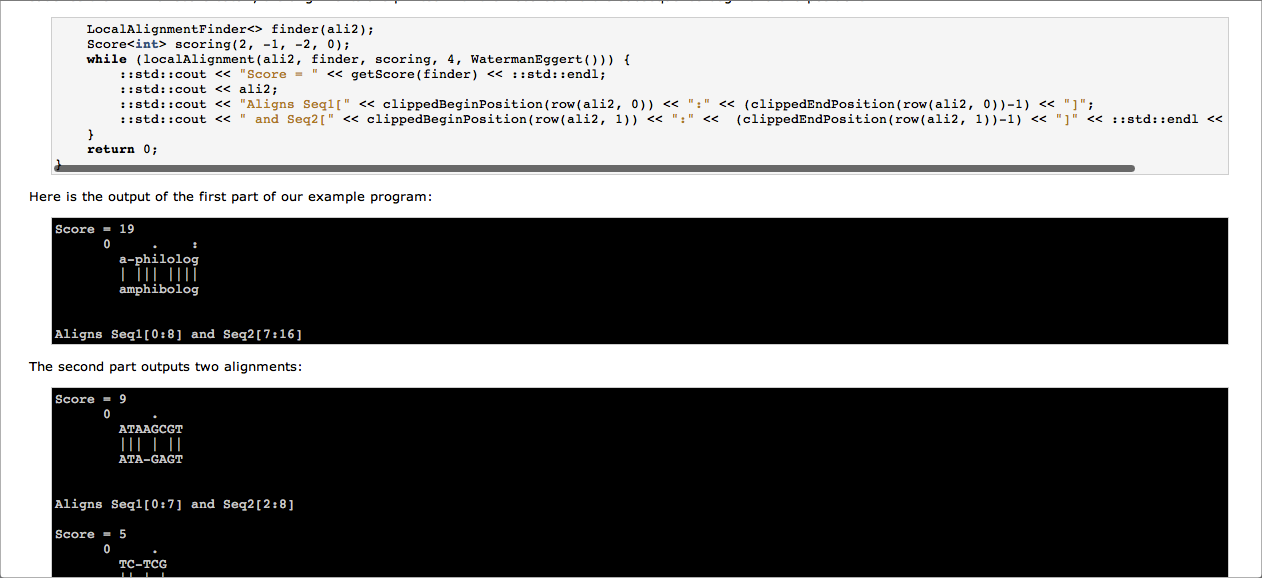 LocalAlignmentFinder<> finder(ali2);
Score<int> scoring(2, -1, -2, 0);
while (localAlignment(ali2, finder, scoring, 4, WatermanEggert())) {
::std::cout << "Score = " << getScore(finder) << ::std::endl;
::std::cout << ali2;
::std::cout << "Aligns Seq1[" << clippedBeginPosition(row(ali2, 0)) << ":" << (clippedEndPosition(row(ali2, 0))-1) << "]";
::std::cout << " and Seq2[" << clippedBeginPosition(row(ali2, 1)) << ":" <<  (clippedEndPosition(row(ali2, 1))-1) << "]" << ::std::endl <<
}
return 0;
}
Here is the output of the first part of our example program:
Score = 19
0     .    :
a-philolog
| ||| ||||
amphibolog
Aligns Seq1[0:8] and Seq2[7:16]
The second part outputs two alignments:
Score = 9
0     .
ATAAGCGT
||| | ||
ATA-GAGT
Aligns Seq1[0:7] and Seq2[2:8]
Score = 5
0     .
TC-TCG
|| | |